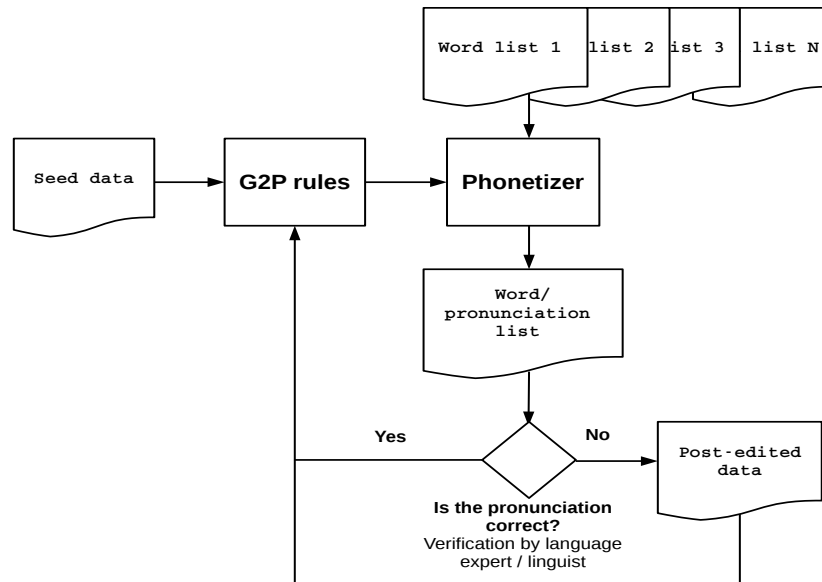 Word list 1
list 2
ist 3
list N
Seed data
G2P rules
Phonetizer
Word/
pronunciation
list
Yes
No
Post-edited
data
Is the pronunciation
correct?
Verification by language
expert / linguist